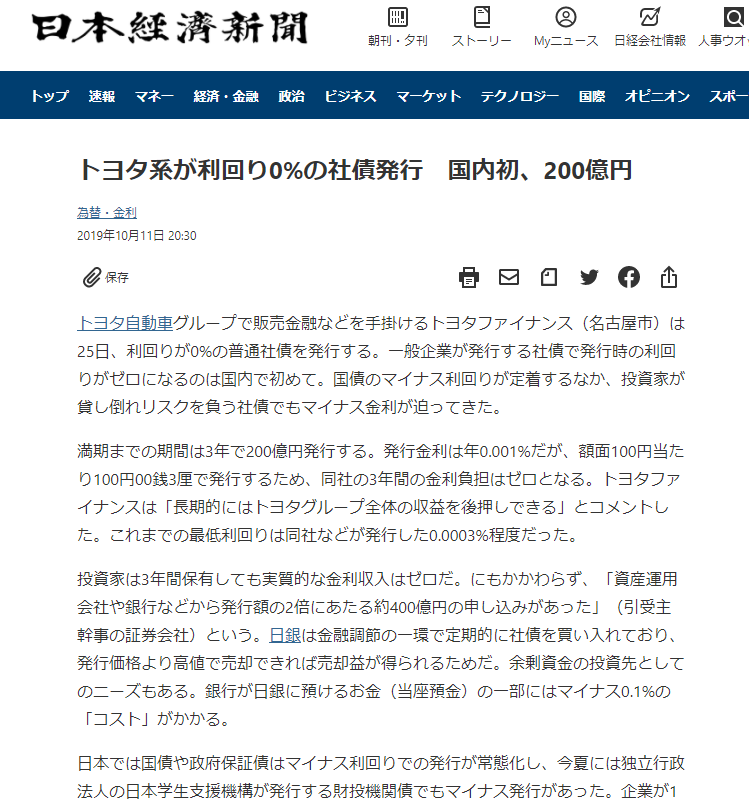 日本経済新聞
朝刊・夕刊
ストーリー
Myニュース
日経会社情報
人事ウオ
トップ 速報 マネー 経済・金融 政治 ビジネス マーケット テクノロジー 国際 オピニオン スポー
トヨタ系が利回り0%の社債発行　国内初、200億円
為替・金利
2019年10月11日 20:30
保存
トヨタ自動車グループで販売金融などを手掛けるトヨタファイナンス（名古屋市）は
25日、利回りが0%の普通社債を発行する。一般企業が発行する社債で発行時の利回
りがゼロになるのは国内で初めて。国債のマイナス利回りが定着するなか、投資家が
貸し倒れリスクを負う社債でもマイナス金利が迫ってきた。
満期までの期間は3年で200億円発行する。発行金利は年0.001%だが、額面100円当た
り100円00銭3厘で発行するため、同社の3年間の金利負担はゼロとなる。トヨタファ
イナンスは「長期的にはトヨタグループ全体の収益を後押しできる」とコメントし
た。これまでの最低利回りは同社などが発行した0.0003%程度だった。
投資家は3年間保有しても実質的な金利収入はゼロだ。にもかかわらず、「資産運用
会社や銀行などから発行額の2倍にあたる約400億円の申し込みがあった」（引受主
幹事の証券会社）という。日銀は金融調節の一環で定期的に社債を買い入れており、
発行価格より高値で売却できれば売却益が得られるためだ。余剰資金の投資先として
のニーズもある。銀行が日銀に預けるお金（当座預金）の一部にはマイナス0.1%の
「コスト」がかかる。
日本では国債や政府保証債はマイナス利回りでの発行が常態化し、今夏には独立行政
法人の日本学生支援機構が発行する財投機関債でもマイナス発行があった。企業が1